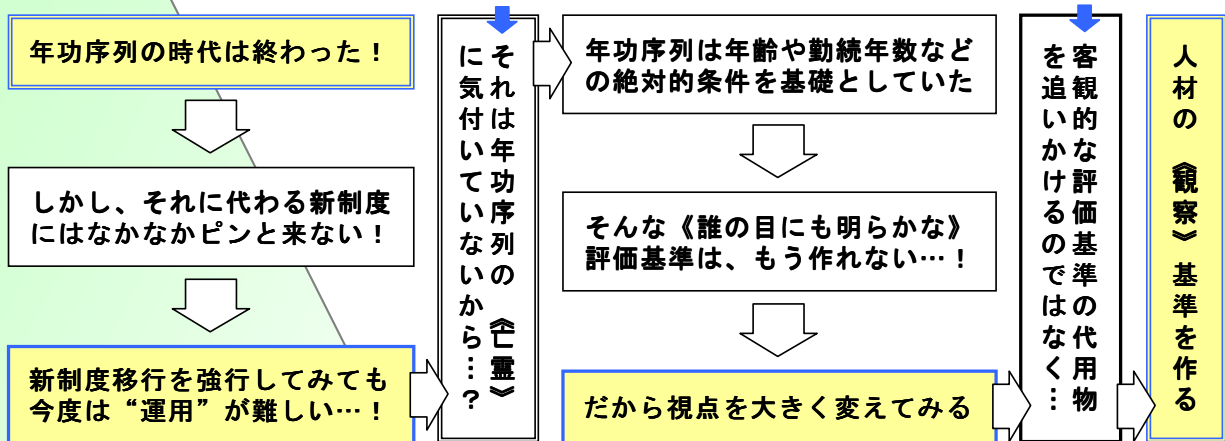 年功序列の時代は終わった！
しかし、それに代わる新制度
にはなかなかピンと来ない！
新制度移行を強行してみても
今度は“運用”が難しい…！
それは年功序列の《亡霊》
に気付いていないから…？
年功序列は年齢や勤続年数など
の絶対的条件を基礎としていた
そんな《誰の目にも明らかな》
評価基準は、もう作れない…！
だから視点を大きく変えてみる
客観的な評価基準の代用物
を追いかけるのではなく…
人材の《観察》基準を作る